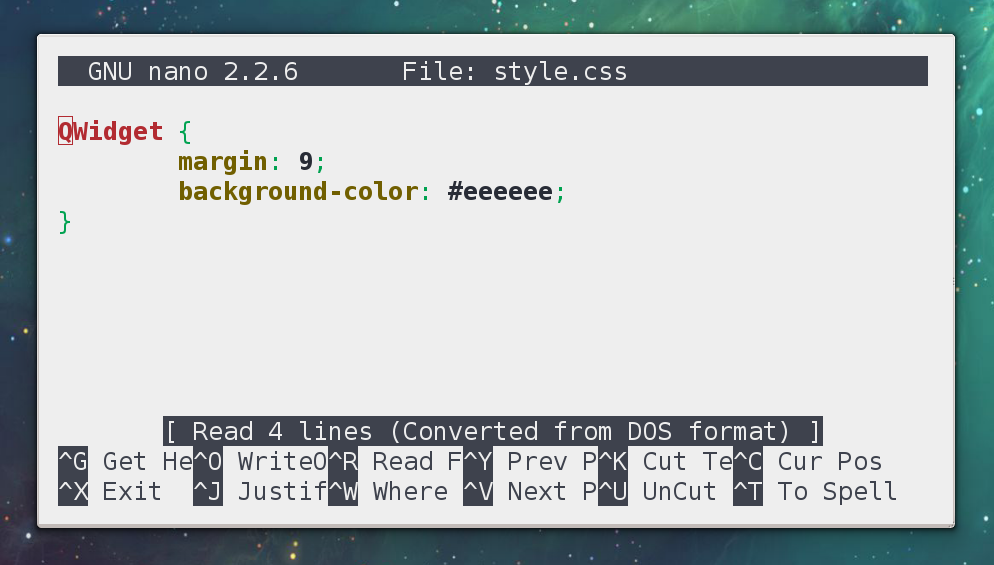 GNU nano 2.2.6 File: style.css
QWidget {
margin: 9;
background-color: #eeeeee;
}
[ Read 4 lines (Converted from DOS format) ]
^G Get He^O WriteO^R Read F^Y Prev P^K Cut Te^C Cur Pos
^X Exit ^J Justif^W Where ^V Next P^U UnCut ^T To Spell